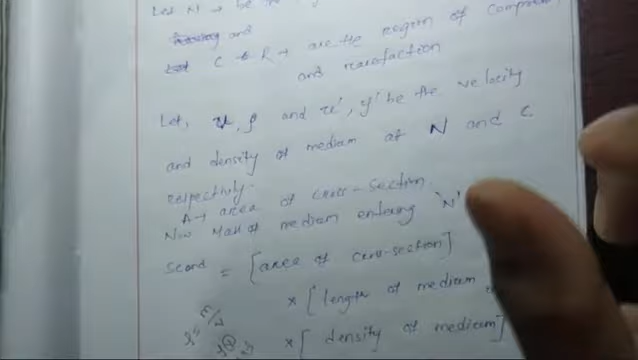 Let N → be the
and
C & R → are the region of compre
and rarefaction
Let, u, ρ and u', ρ' be the velocity
and density of medium at N and C
respectively.
A → area of cross-section
Now Mass of medium entering 'N'
= [area of cross-section]
× [length of medium
× [density of medium]